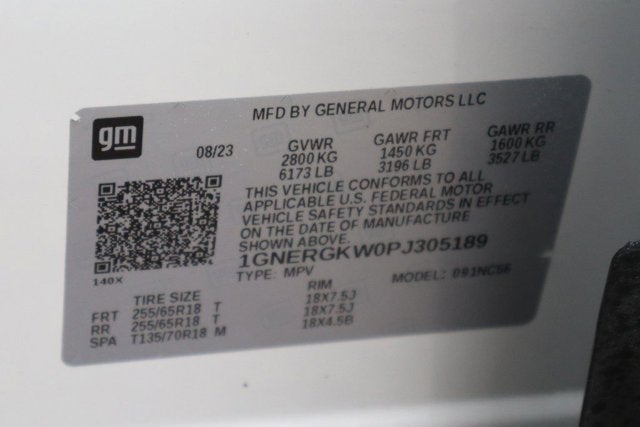 MFD BY GENERAL MOTORS LLC
gm
08/23
GVWR GAWR FRT GAWR RR
2800 KG 1450 KG 1600 KG
6173 LB 3196 LB 3527 LB
THIS VEHICLE CONFORMS TO ALL
APPLICABLE U.S. FEDERAL MOTOR
VEHICLE SAFETY STANDARDS IN EFFECT
ON THE DATE OF MANUFACTURE
SHOWN ABOVE.
1GNERGKW0PJ305189
140X
TYPE: MPV MODEL: 091NC56
TIRE SIZE RIM
FRT 255/65R18 T 18X7.5J
RR 255/65R18 T 18X7.5J
SPA T135/70R18 M 18X4.5B